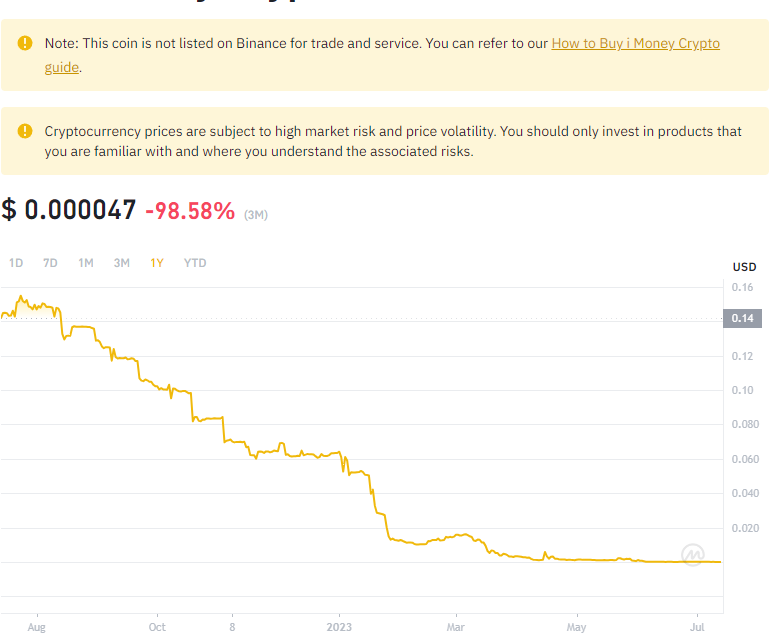 Note: This coin is not listed on Binance for trade and service. You can refer to our How to Buy i Money Crypto
guide.
Cryptocurrency prices are subject to high market risk and price volatility. You should only invest in products that
you are familiar with and where you understand the associated risks.
$ 0.000047 -98.58% (3M)
1D 7D 1M 3M 1Y YTD
USD
0.16
0.14
0.12
0.10
0.080
0.060
0.040
0.020
Aug Oct 8 2023 Mar May Jul